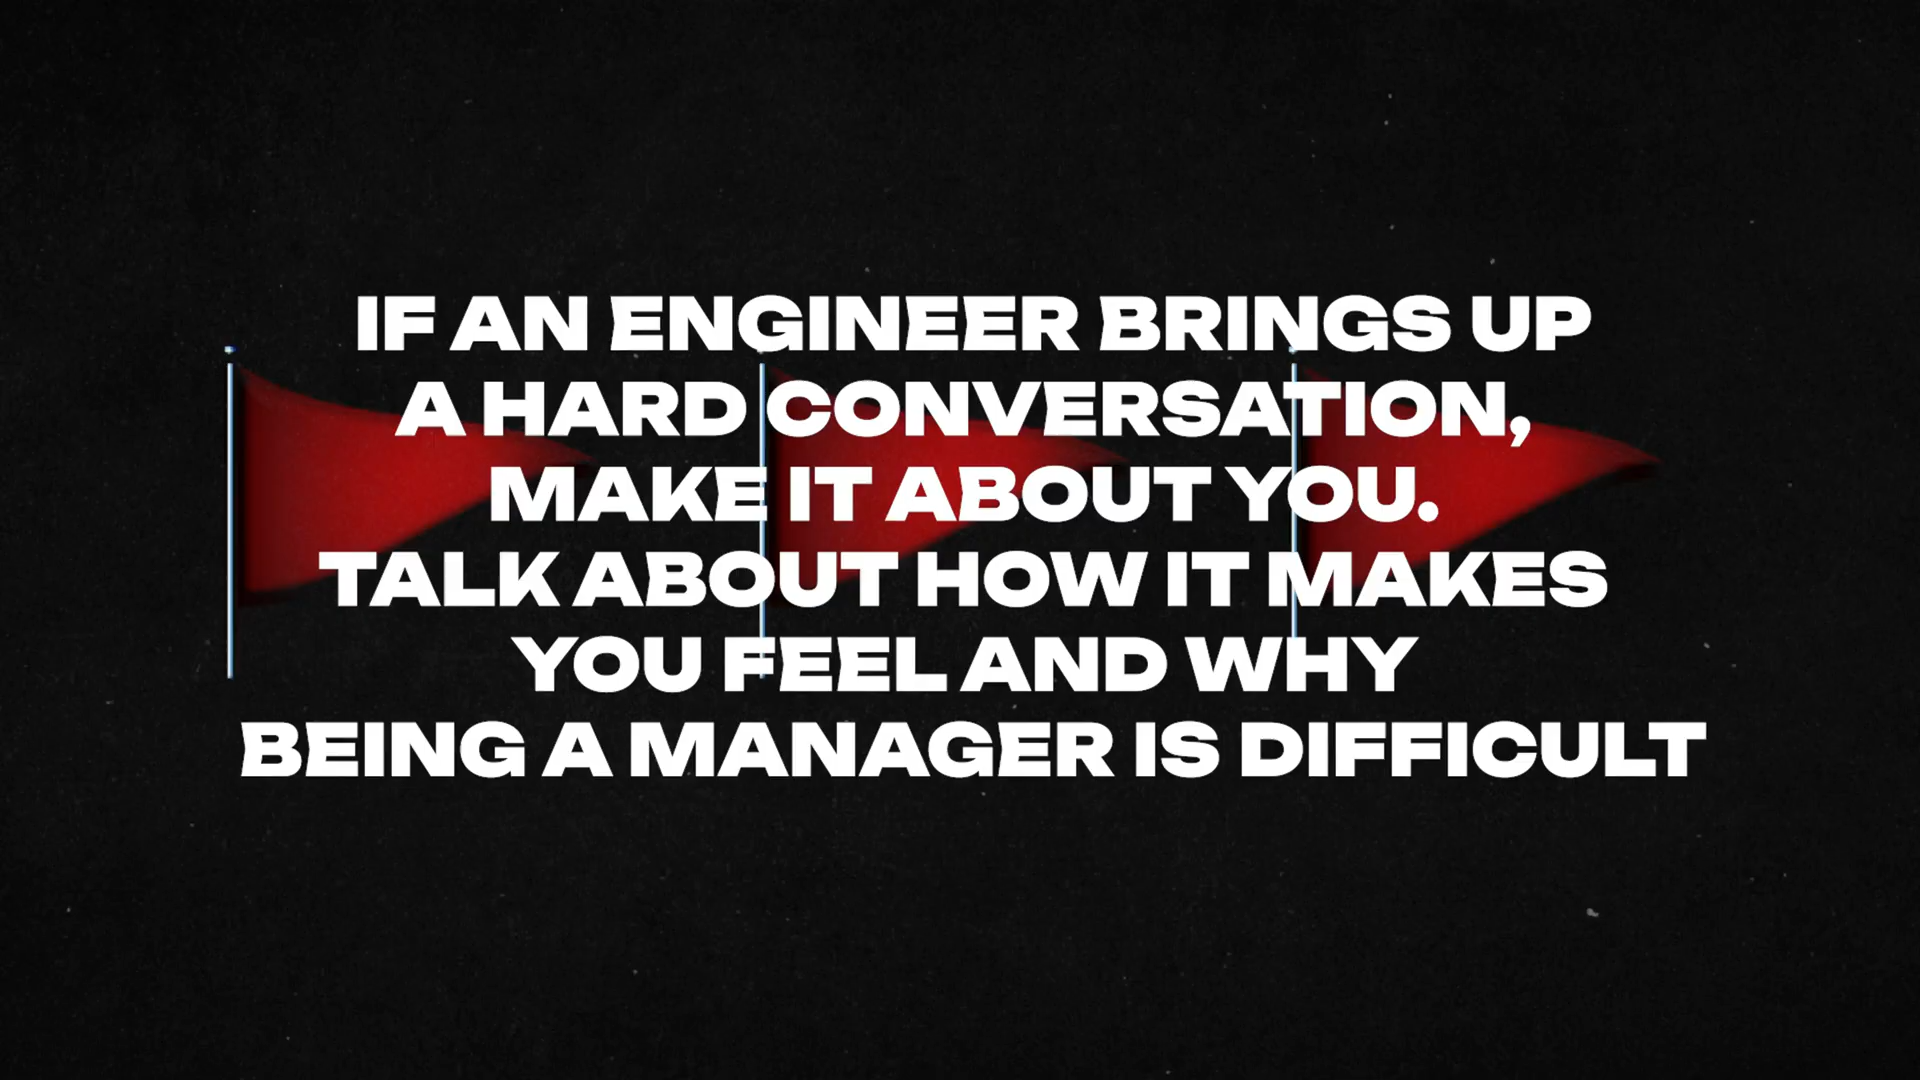 IF AN ENGINEER BRINGS UP
A HARD CONVERSATION,
MAKE IT ABOUT YOU.
TALK ABOUT HOW IT MAKES
YOU FEEL AND WHY
BEING A MANAGER IS DIFFICULT